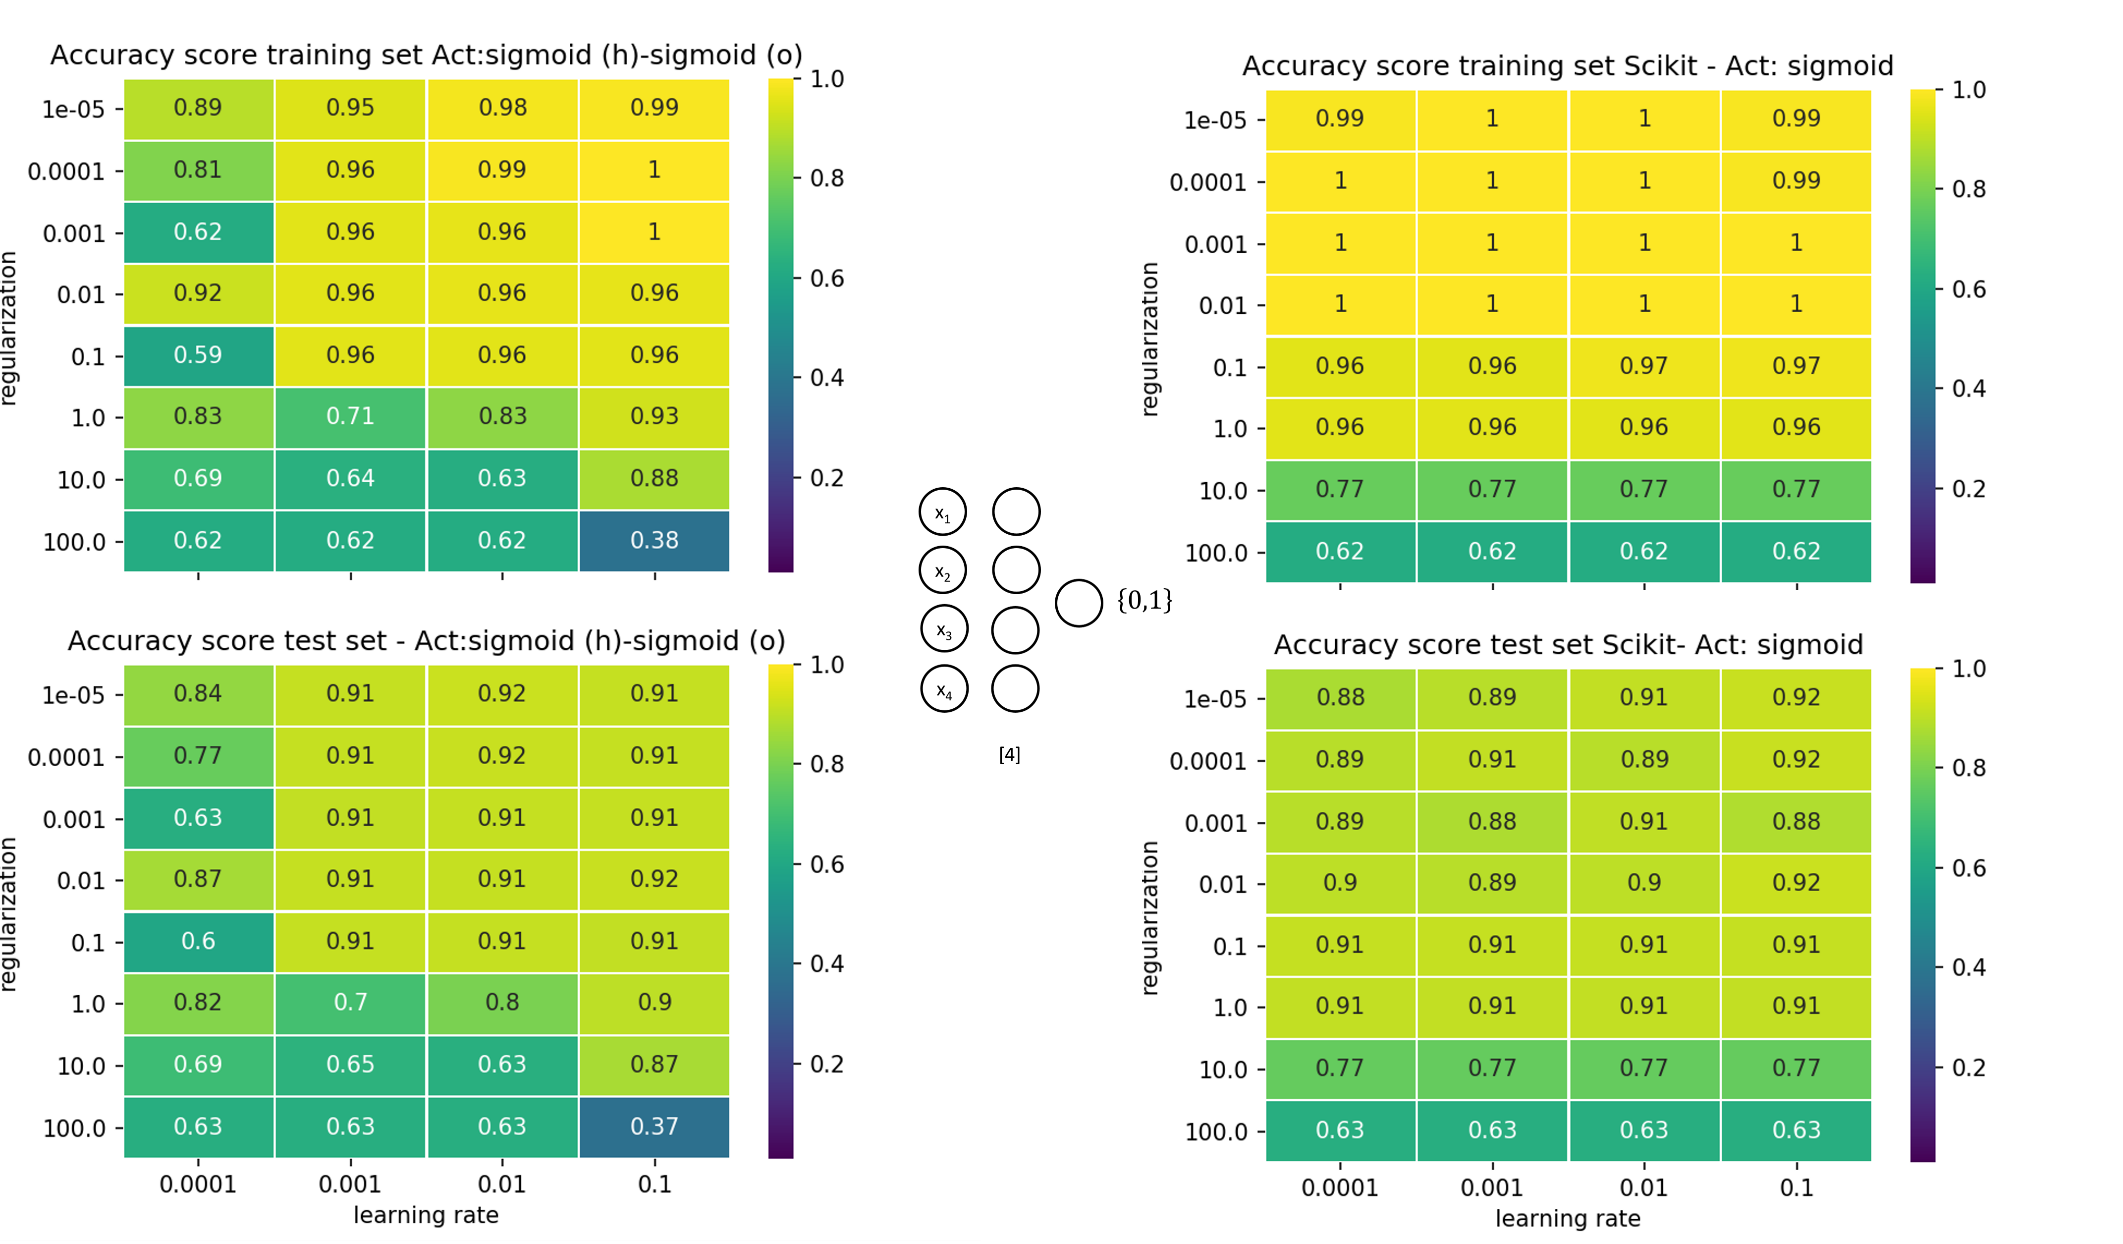 Accuracy score training set Act:sigmoid (h)-sigmoid (o)
regularization
1e-05 0.89 0.95 0.98 0.99
0.0001 0.81 0.96 0.99 1
0.001 0.62 0.96 0.96 1
0.01 0.92 0.96 0.96 0.96
0.1 0.59 0.96 0.96 0.96
1.0 0.83 0.71 0.83 0.93
10.0 0.69 0.64 0.63 0.88
100.0 0.62 0.62 0.62 0.38
1.0
0.8
0.6
0.4
0.2
Accuracy score test set - Act:sigmoid (h)-sigmoid (o)
regularization
1e-05 0.84 0.91 0.92 0.91
0.0001 0.77 0.91 0.92 0.91
0.001 0.63 0.91 0.91 0.91
0.01 0.87 0.91 0.91 0.92
0.1 0.6 0.91 0.91 0.91
1.0 0.82 0.7 0.8 0.9
10.0 0.69 0.65 0.63 0.87
100.0 0.63 0.63 0.63 0.37
0.0001 0.001 0.01 0.1
learning rate
1.0
0.8
0.6
0.4
0.2
x1
x2
x3
x4
{0,1}
[4]
Accuracy score training set Scikit - Act: sigmoid
regularization
1e-05 0.99 1 1 0.99
0.0001 1 1 1 0.99
0.001 1 1 1 1
0.01 1 1 1 1
0.1 0.96 0.96 0.97 0.97
1.0 0.96 0.96 0.96 0.96
10.0 0.77 0.77 0.77 0.77
100.0 0.62 0.62 0.62 0.62
1.0
0.8
0.6
0.4
0.2
Accuracy score test set Scikit- Act: sigmoid
regularization
1e-05 0.88 0.89 0.91 0.92
0.0001 0.89 0.91 0.89 0.92
0.001 0.89 0.88 0.91 0.88
0.01 0.9 0.89 0.9 0.92
0.1 0.91 0.91 0.91 0.91
1.0 0.91 0.91 0.91 0.91
10.0 0.77 0.77 0.77 0.77
100.0 0.63 0.63 0.63 0.63
0.0001 0.001 0.01 0.1
learning rate
1.0
0.8
0.6
0.4
0.2